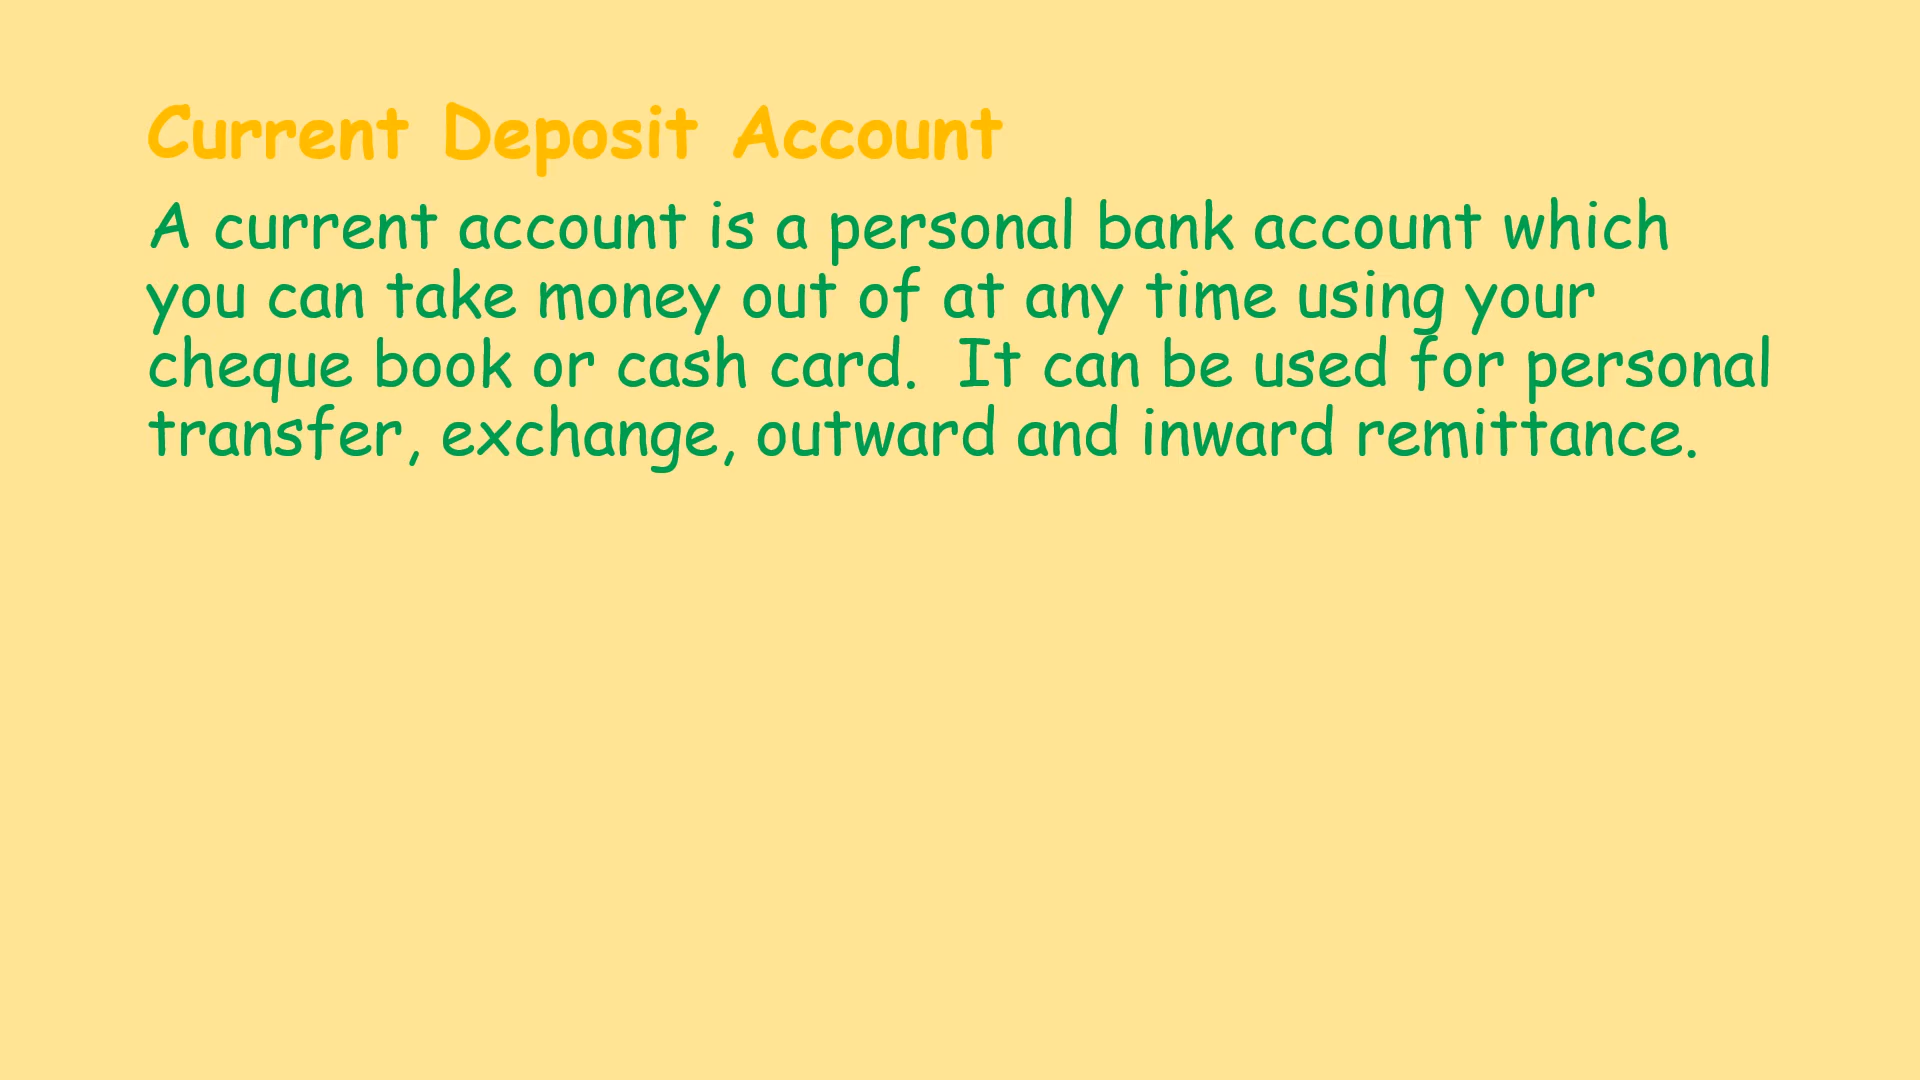 Current Deposit Account
A current account is a personal bank account which
you can take money out of at any time using your
cheque book or cash card.  It can be used for personal
transfer, exchange, outward and inward remittance.